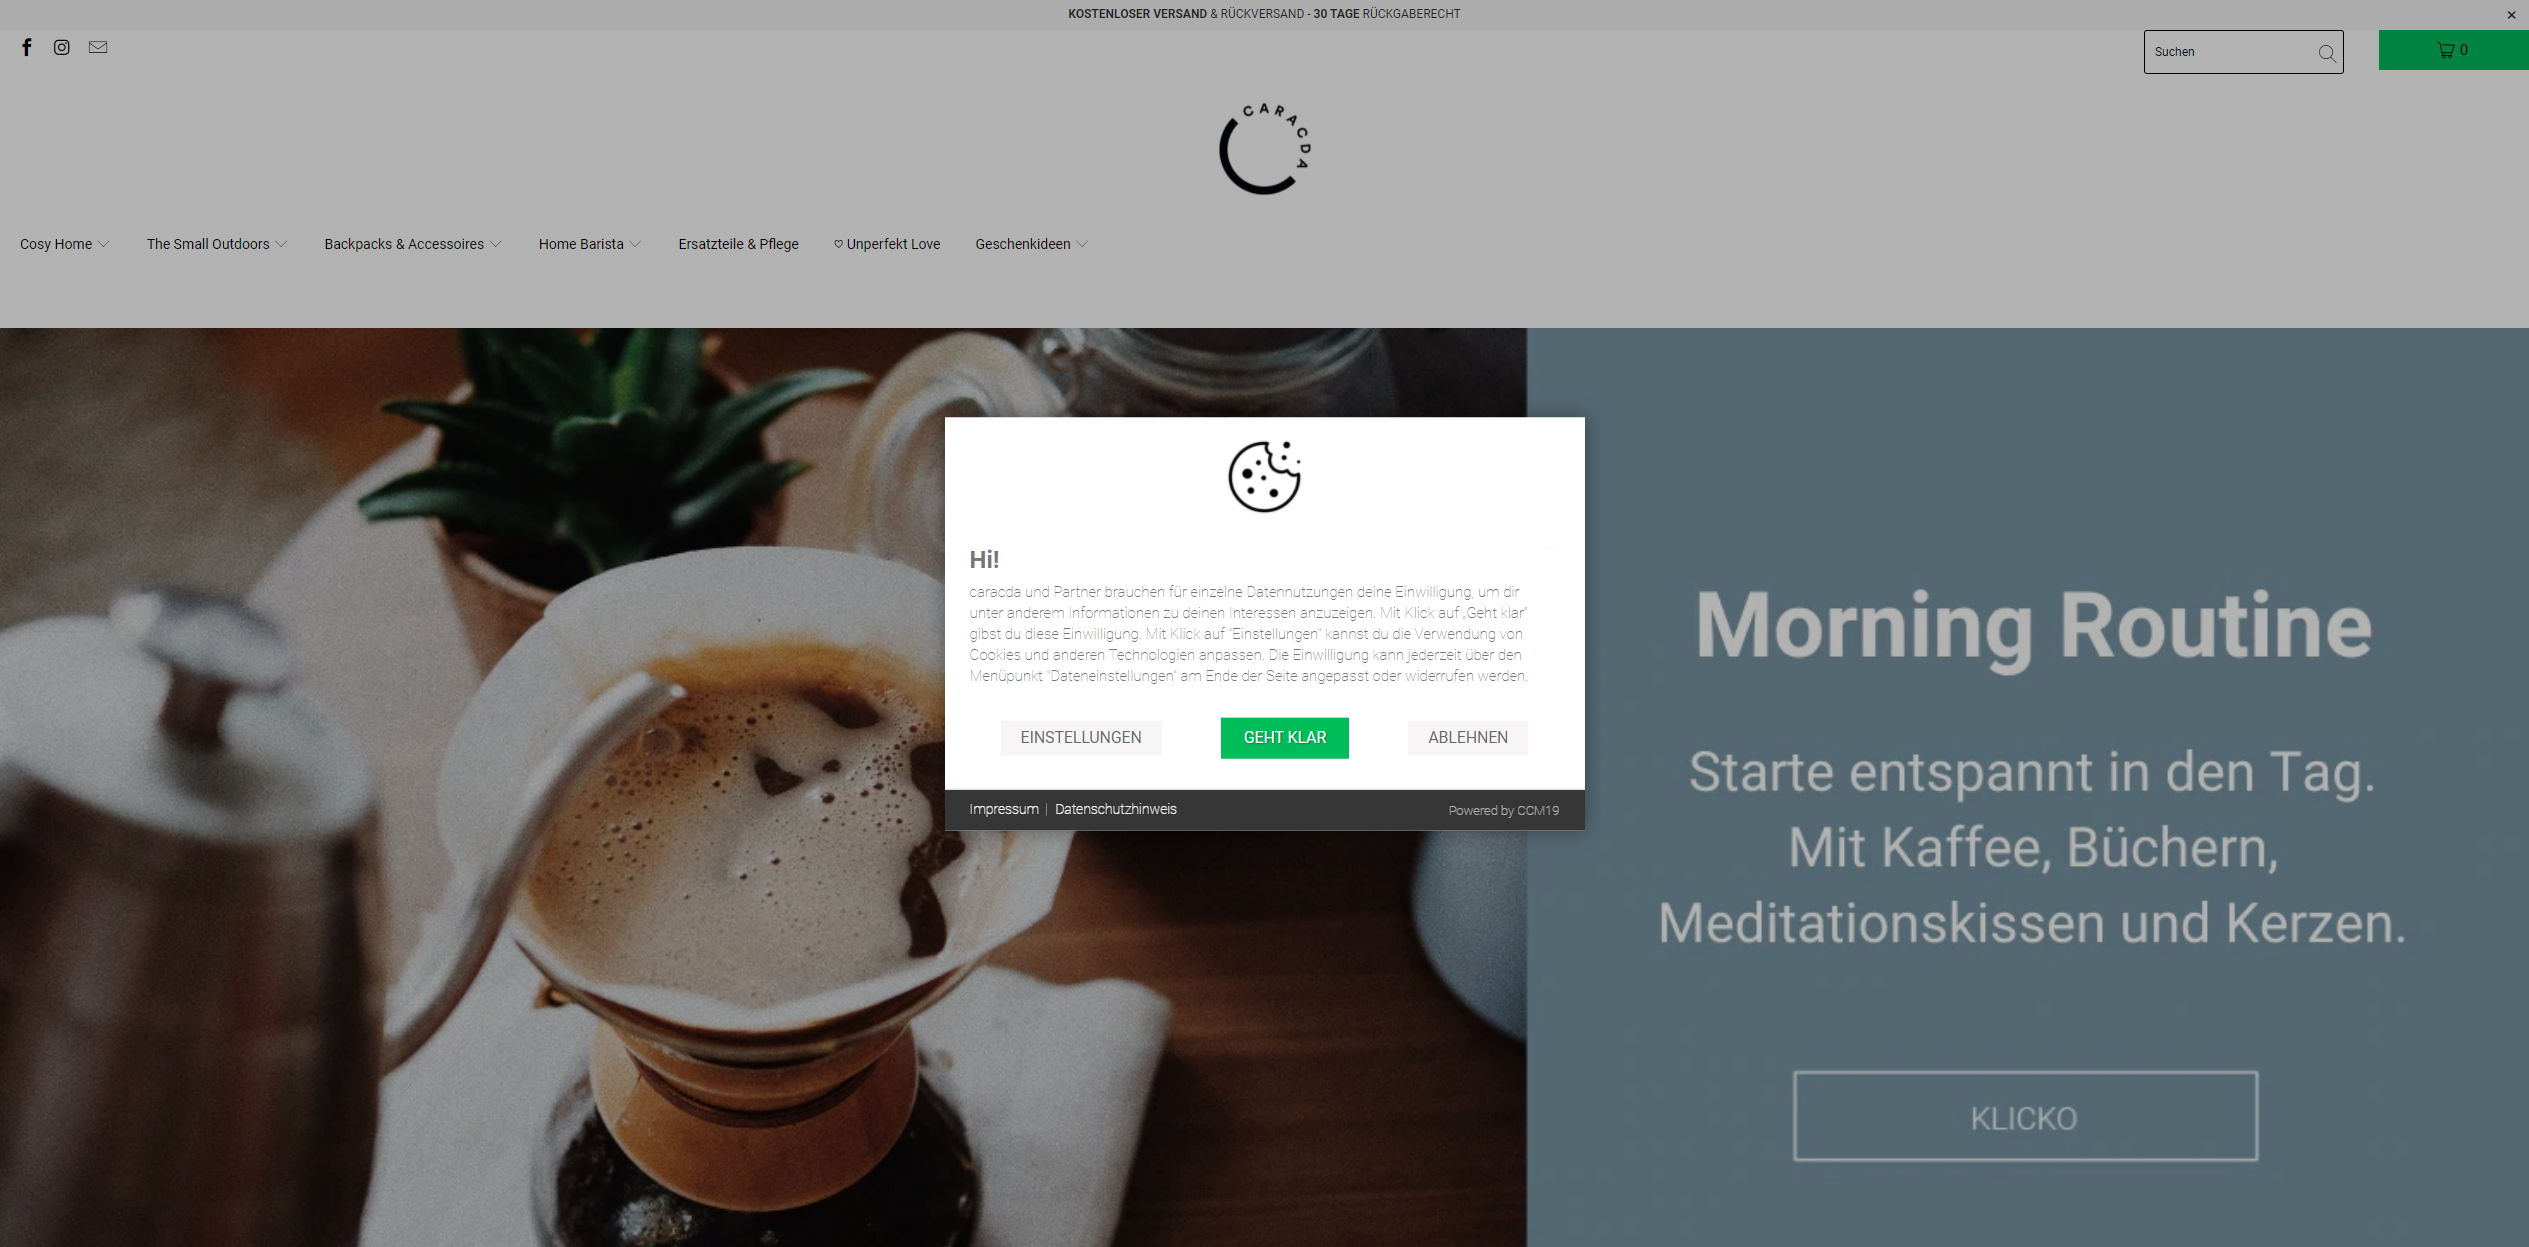 KOSTENLOSER VERSAND & RÜCKVERSAND - 30 TAGE RÜCKGABERECHT
Suchen
0
CARACDA
Cosy Home
The Small Outdoors
Backpacks & Accessoires
Home Barista
Ersatzteile & Pflege
♡ Unperfekt Love
Geschenkideen
Hi!
caracda und Partner brauchen für einzelne Datennutzungen deine Einwilligung, um dir
unter anderem Informationen zu deinen Interessen anzuzeigen. Mit Klick auf „Geht klar"
gibst du diese Einwilligung. Mit Klick auf "Einstellungen" kannst du die Verwendung von
Cookies und anderen Technologien anpassen. Die Einwilligung kann jederzeit über den
Menüpunkt "Dateneinstellungen" am Ende der Seite angepasst oder widerrufen werden.
EINSTELLUNGEN
GEHT KLAR
ABLEHNEN
Impressum | Datenschutzhinweis
Powered by CCM19
Morning Routine
Starte entspannt in den Tag.
Mit Kaffee, Büchern,
Meditationskissen und Kerzen.
KLICKO